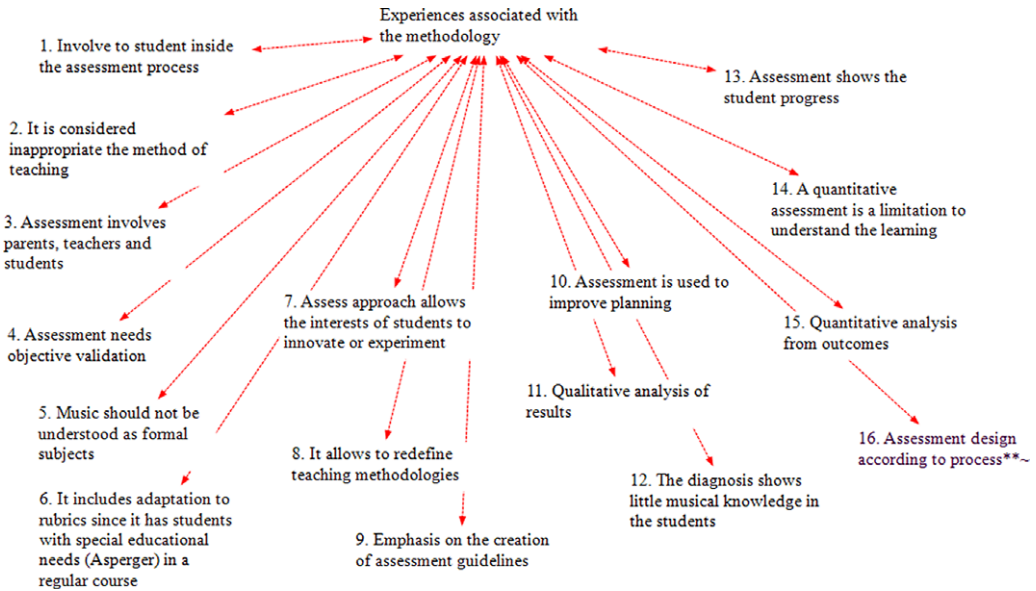 Experiences associated with
the methodology
1. Involve to student inside
the assessment process
2. It is considered
inappropriate the method of
teaching
3. Assessment involves
parents, teachers and
students
4. Assessment needs
objective validation
5. Music should not be
understood as formal
subjects
6. It includes adaptation to
rubrics since it has students
with special educational
needs (Asperger) in a
regular course
7. Assess approach allows
the interests of students to
innovate or experiment
8. It allows to redefine
teaching methodologies
9. Emphasis on the creation
of assessment guidelines
10. Assessment is used to
improve planning
11. Qualitative analysis of
results
12. The diagnosis shows
little musical knowledge in
the students
13. Assessment shows the
student progress
14. A quantitative
assessment is a limitation to
understand the learning
15. Quantitative analysis
from outcomes
16. Assessment design
according to process**~